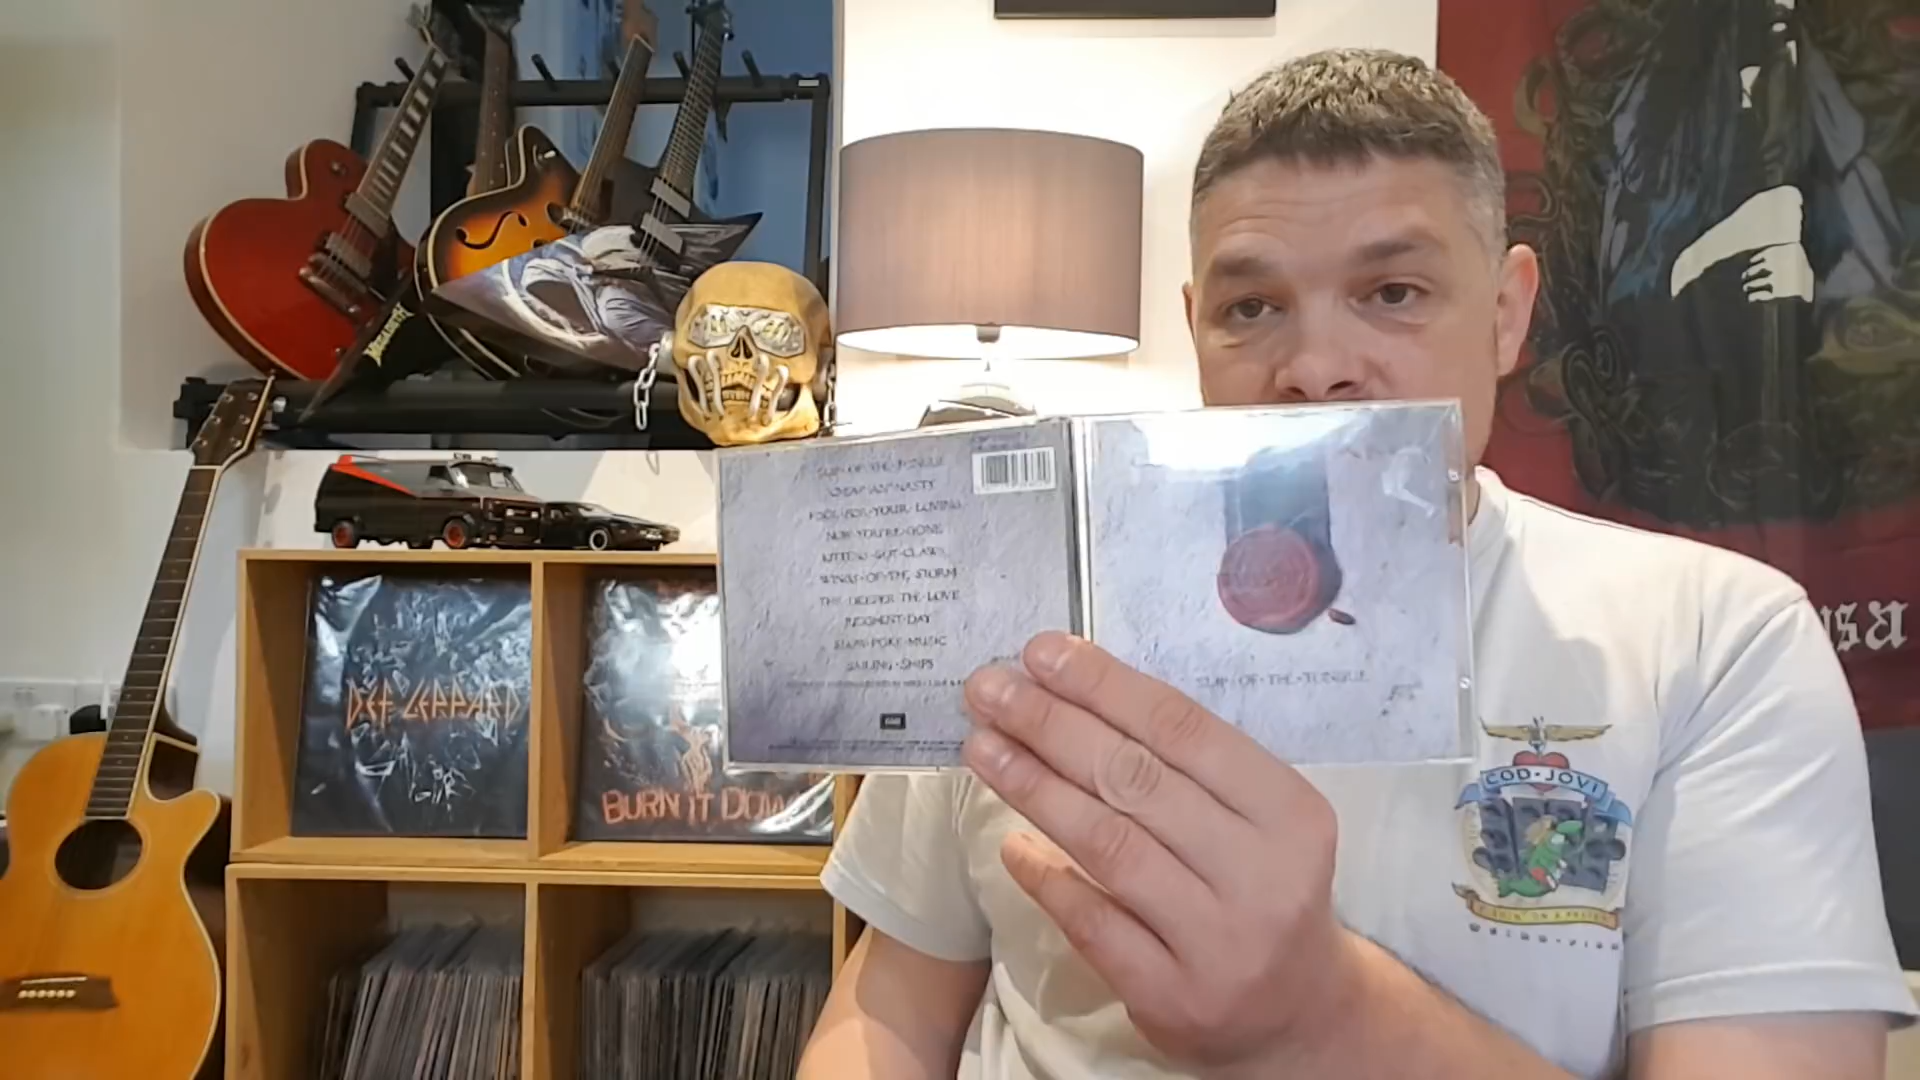 MEGADETH
DEF LEPPARD
BURN IT DOWN
SLIP·OF·THE·TONGUE
CHEAP·AN'·NASTY
FOOL·FOR·YOUR·LOVING
NOW·YOU'RE·GONE
KITTENS·GOT·CLAWS
WINGS·OF·THE·STORM
THE·DEEPER·THE·LOVE
JUDGMENT·DAY
SLOW·POKE·MUSIC
SAILING·SHIPS
EMI
SLIP·OF·THE·TONGUE
COD-JOVI